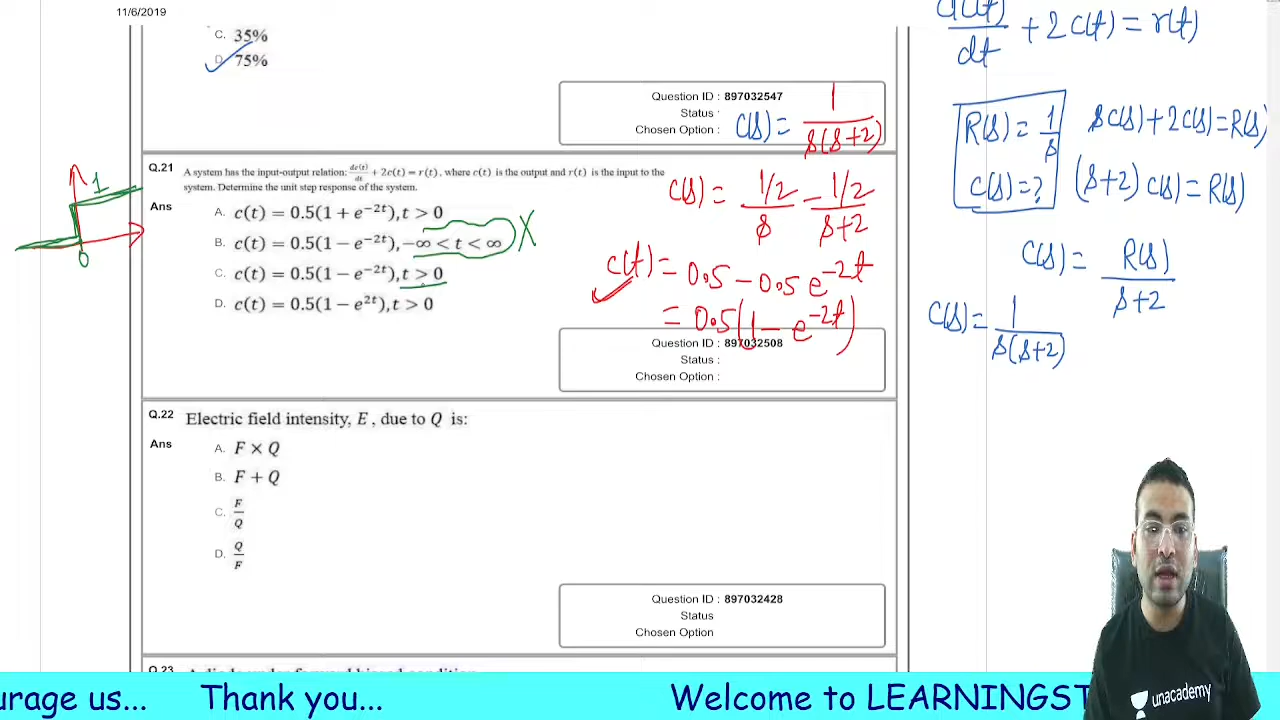 11/6/2019
C. 35%
D. 75%
Question ID : 897032547
Status :
Chosen Option :
C(s) = 1/s(s+2)
Q.21 A system has the input-output relation: dc(t)/dt + 2c(t) = r(t), where c(t) is the output and r(t) is the input to the
system. Determine the unit step response of the system.
Ans
A. c(t) = 0.5(1 + e^{-2t}), t > 0
B. c(t) = 0.5(1 − e^{-2t}), −∞ < t < ∞
X
C. c(t) = 0.5(1 − e^{-2t}), t > 0
D. c(t) = 0.5(1 − e^{2t}), t > 0
1
0
C(s) = 1/2/s − 1/2/s+2
c(t) = 0.5 − 0.5 e^{-2t}
= 0.5(1 − e^{-2t})
Question ID : 897032508
Status :
Chosen Option :
Q.22 Electric field intensity, E , due to Q is:
Ans
A. F × Q
B. F + Q
C. F/Q
D. Q/F
Question ID : 897032428
Status
Chosen Option
Q.23
+ 2c(t) = r(t)
R(s) = 1/s
C(s) = ?
sC(s) + 2C(s) = R(s)
(s+2) C(s) = R(s)
C(s) = R(s)/s+2
C(s) = 1/s(s+2)
unacademy
urage us... Thank you... Welcome to LEARNINGST